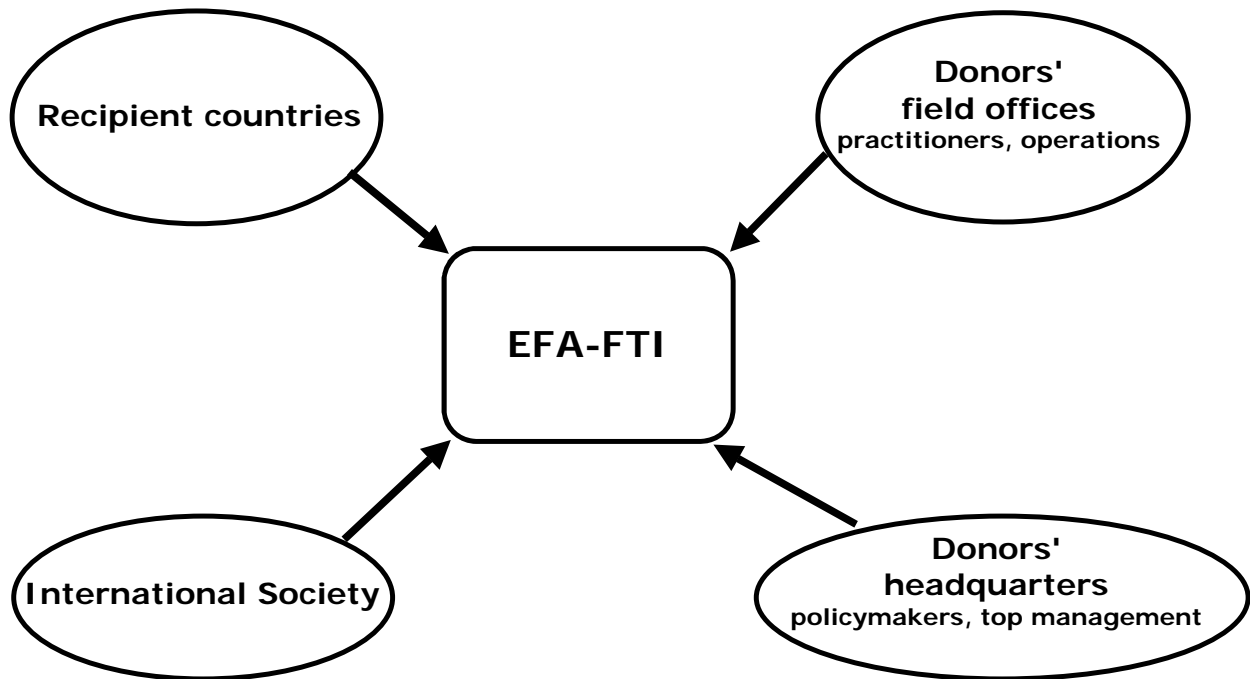 Recipient countries
Donors'
field offices
practitioners, operations
EFA-FTI
International Society
Donors'
headquarters
policymakers, top management